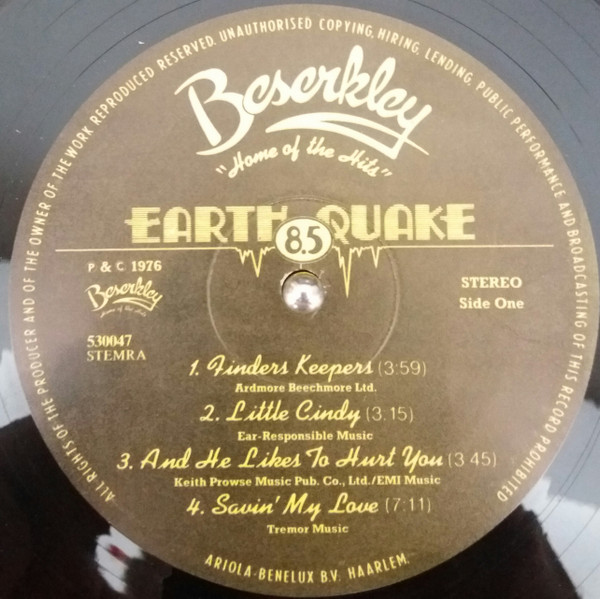 ALL RIGHTS OF THE PRODUCER AND OF THE OWNER OF THE WORK REPRODUCED RESERVED. UNAUTHORISED COPYING, HIRING, LENDING, PUBLIC PERFORMANCE AND BROADCASTING OF THIS RECORD PROHIBITED
Beserkley
"Home of the Hits"
EARTH QUAKE
8.5
P & C 1976
Beserkley
Home of the Hits
530047
STEMRA
STEREO
Side One
1. Finders Keepers (3:59)
Ardmore Beechmore Ltd.
2. Little Cindy (3:15)
Ear-Responsible Music
3. And He Likes To Hurt You (3 45)
Keith Prowse Music Pub. Co., Ltd./EMI Music
4. Savin' My Love (7:11)
Tremor Music
ARIOLA-BENELUX B.V. HAARLEM.